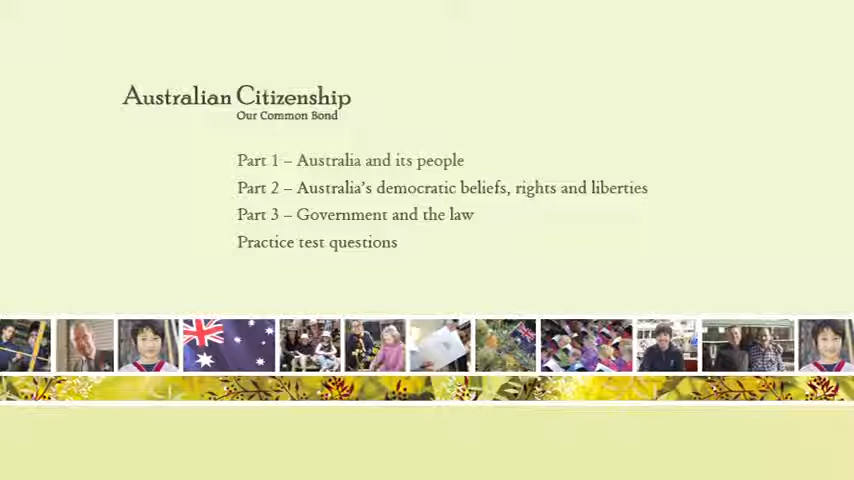 Australian Citizenship
Our Common Bond
Part 1 – Australia and its people
Part 2 – Australia's democratic beliefs, rights and liberties
Part 3 – Government and the law
Practice test questions